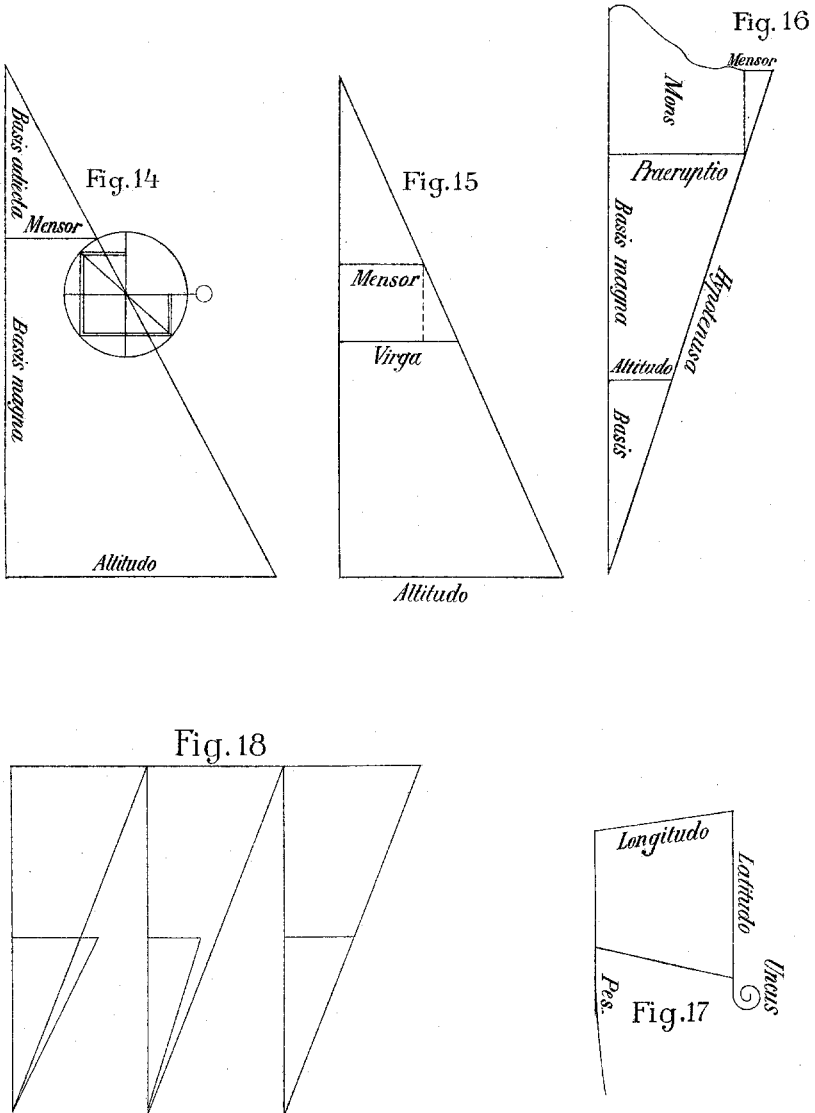 Fig.14
Basis adiecta
Mensor
Basis magna
Altitudo
Fig.15
Mensor
Virga
Altitudo
Fig.16
Mensor
Mons
Praeruptio
Basis magna
Hypotenusa
Altitudo
Basis
Fig.18
Longitudo
Latitudo
Uncus
Pes.
Fig.17